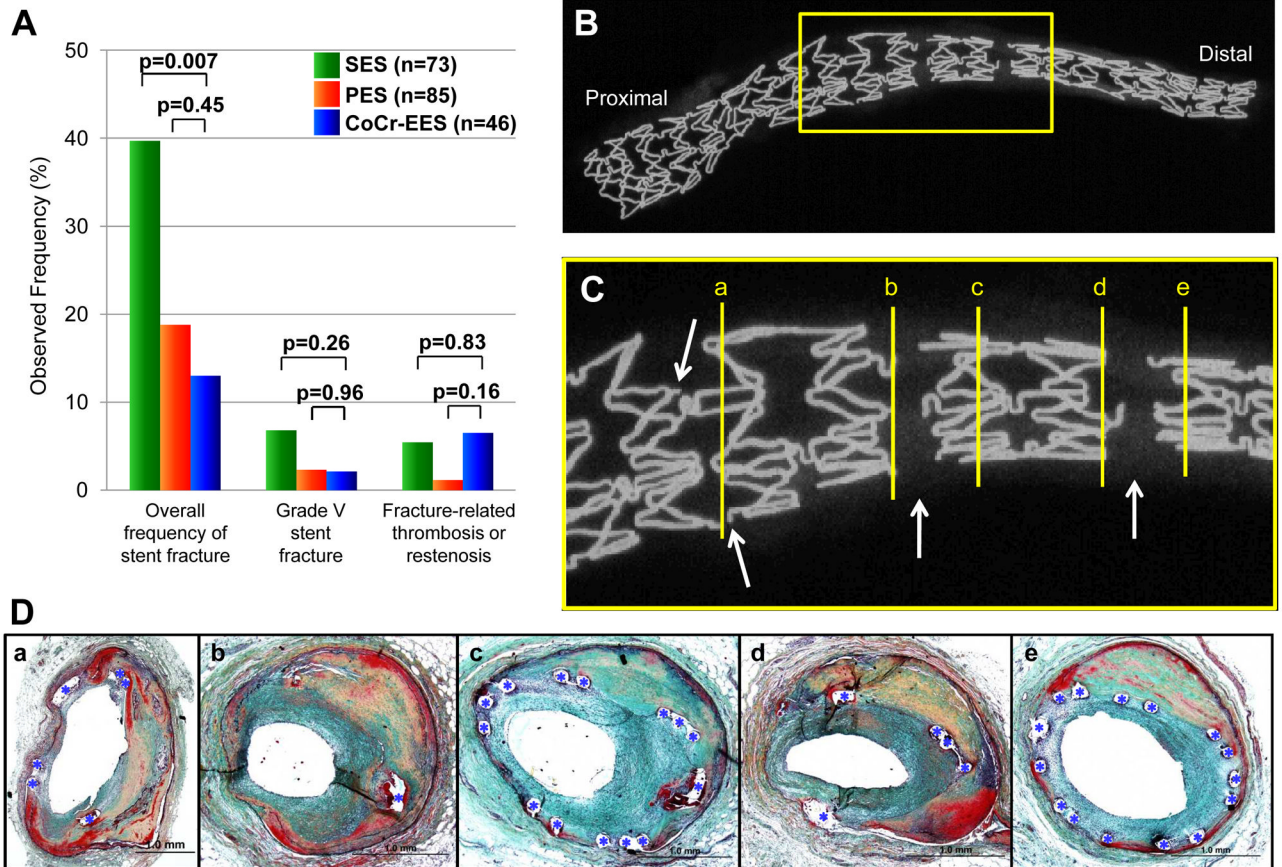 A
50
40
30
20
10
0
Observed Frequency (%)
p=0.007
p=0.45
SES (n=73)
PES (n=85)
CoCr-EES (n=46)
p=0.26
p=0.96
p=0.83
p=0.16
Overall
frequency of
stent fracture
Grade V
stent
fracture
Fracture-related
thrombosis or
restenosis
B
Proximal
Distal
C
a
b
c
d
e
D
a
1.0 mm
b
1.0 mm
c
1.0 mm
d
1.0 mm
e
1.0 mm